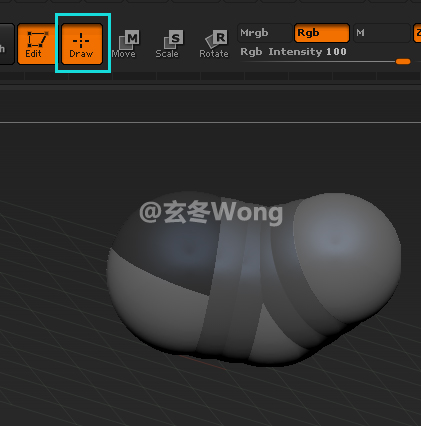 Edit
Draw
M
Move
S
Scale
R
Rotate
Mrgb
Rgb
M
Rgb Intensity 100
@玄冬Wong